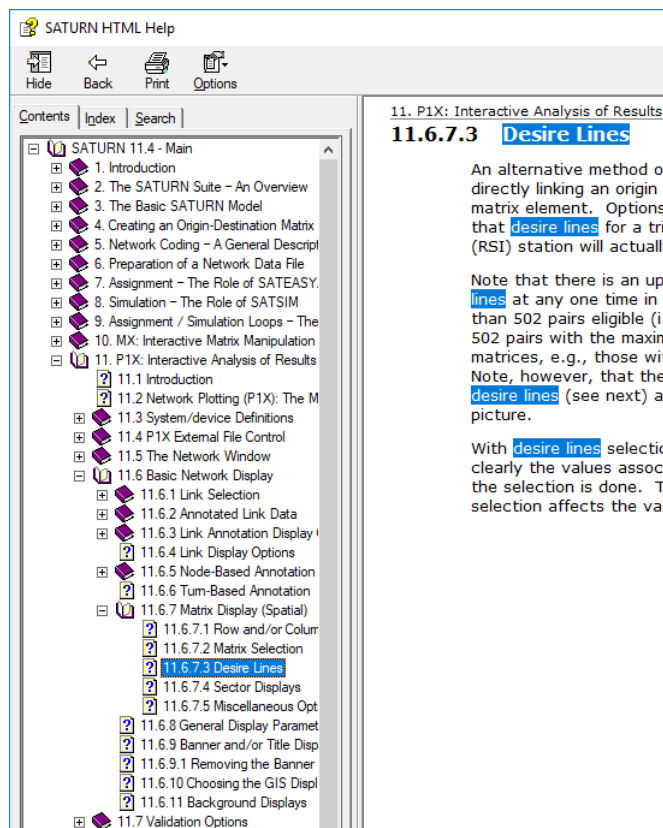 SATURN HTML Help
Hide Back Print Options
Contents Index Search
SATURN 11.4 - Main
1. Introduction
2. The SATURN Suite – An Overview
3. The Basic SATURN Model
4. Creating an Origin-Destination Matrix
5. Network Coding – A General Descript
6. Preparation of a Network Data File
7. Assignment – The Role of SATEASY.
8. Simulation – The Role of SATSIM
9. Assignment / Simulation Loops – The
10. MX: Interactive Matrix Manipulation
11. P1X: Interactive Analysis of Results
11.1 Introduction
11.2 Network Plotting (P1X): The M
11.3 System/device Definitions
11.4 P1X External File Control
11.5 The Network Window
11.6 Basic Network Display
11.6.1 Link Selection
11.6.2 Annotated Link Data
11.6.3 Link Annotation Display
11.6.4 Link Display Options
11.6.5 Node-Based Annotation
11.6.6 Turn-Based Annotation
11.6.7 Matrix Display (Spatial)
11.6.7.1 Row and/or Colum
11.6.7.2 Matrix Selection
11.6.7.3 Desire Lines
11.6.7.4 Sector Displays
11.6.7.5 Miscellaneous Opt
11.6.8 General Display Paramet
11.6.9 Banner and/or Title Disp
11.6.9.1 Removing the Banner
11.6.10 Choosing the GIS Displ
11.6.11 Background Displays
11.7 Validation Options
11. P1X: Interactive Analysis of Results
11.6.7.3 Desire Lines
An alternative method o
directly linking an origin
matrix element. Options
that desire lines for a tri
(RSI) station will actuall
Note that there is an up
lines at any one time in
than 502 pairs eligible (i.
502 pairs with the maxim
matrices, e.g., those wit
Note, however, that the
desire lines (see next) a
picture.
With desire lines selectio
clearly the values assoc
the selection is done. T
selection affects the val